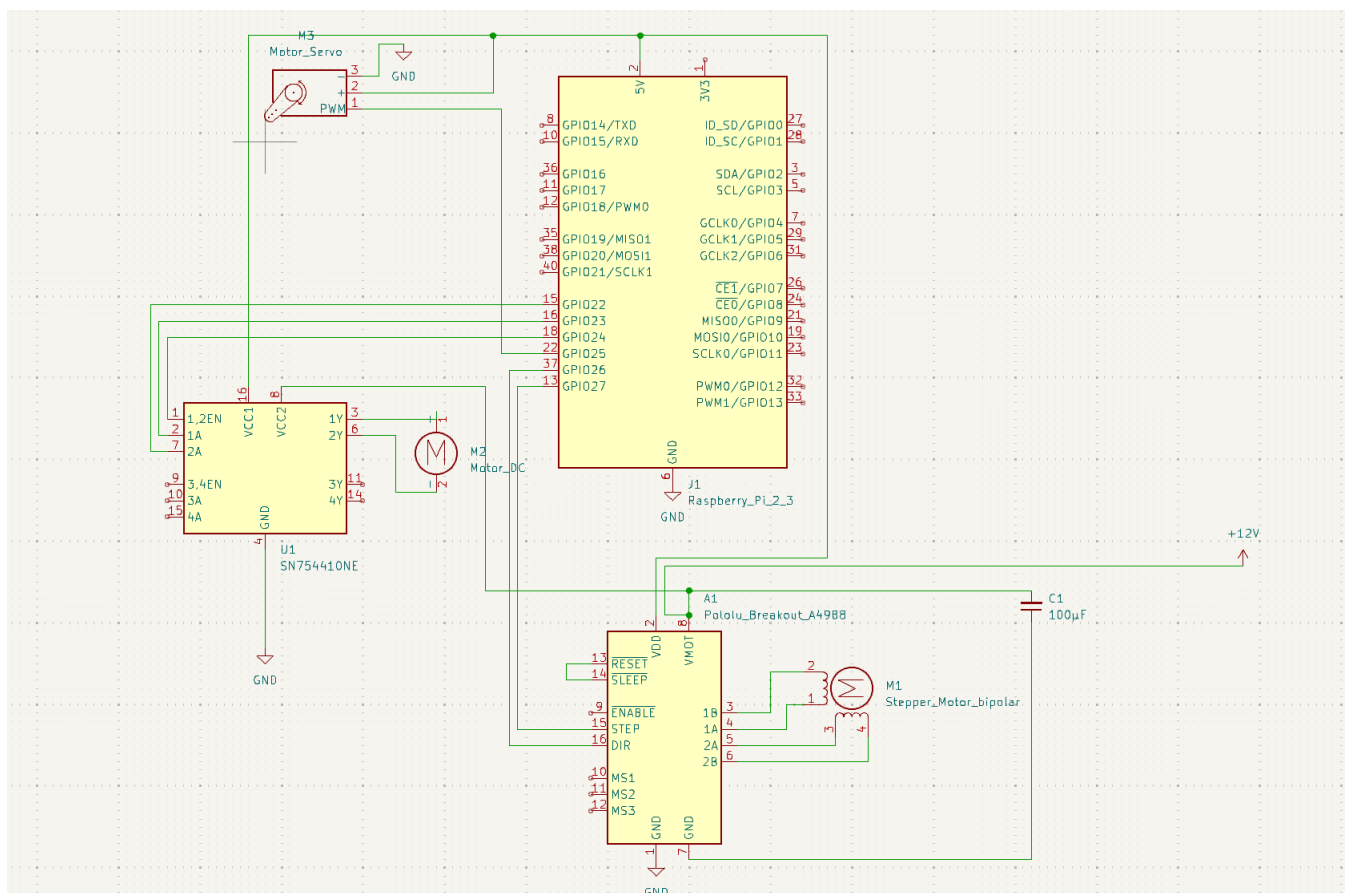 M3
Motor_Servo
3 −
2 +
1 PWM
GND
2 5V
1 3V3
8 GPIO14/TXD
10 GPIO15/RXD
36 GPIO16
11 GPIO17
12 GPIO18/PWM0
35 GPIO19/MISO1
38 GPIO20/MOSI1
40 GPIO21/SCLK1
15 GPIO22
16 GPIO23
18 GPIO24
22 GPIO25
37 GPIO26
13 GPIO27
ID_SD/GPIO0 27
ID_SC/GPIO1 28
SDA/GPIO2 3
SCL/GPIO3 5
GCLK0/GPIO4 7
GCLK1/GPIO5 29
GCLK2/GPIO6 31
CE1/GPIO7 26
CE0/GPIO8 24
MISO0/GPIO9 21
MOSI0/GPIO10 19
SCLK0/GPIO11 23
PWM0/GPIO12 32
PWM1/GPIO13 33
GND 6
J1
Raspberry_Pi_2_3
GND
16 VCC1
8 VCC2
1 1,2EN
2 1A
7 2A
9 3,4EN
10 3A
15 4A
1Y 3
2Y 6
3Y 11
4Y 14
GND 4
U1
SN754410NE
GND
+ 1
M
M2
Motor_DC
− 2
+12V
A1
Pololu_Breakout_A4988
C1
100µF
2 VDD
8 VMOT
13 RESET
14 SLEEP
9 ENABLE
15 STEP
16 DIR
10 MS1
11 MS2
12 MS3
1B 3
1A 4
2A 5
2B 6
GND 1
GND 7
GND
2
1
3
4
M
M1
Stepper_Motor_bipolar